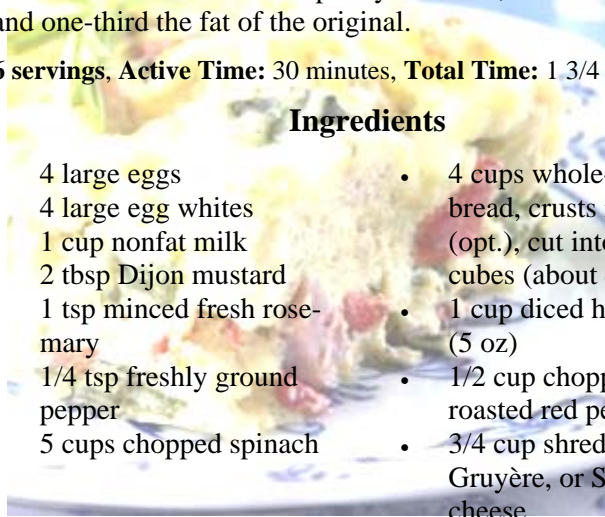 and one-third the fat of the original.
6 servings, Active Time: 30 minutes, Total Time: 1 3/4
Ingredients
4 large eggs
4 large egg whites
1 cup nonfat milk
2 tbsp Dijon mustard
1 tsp minced fresh rose-
mary
1/4 tsp freshly ground
pepper
5 cups chopped spinach
• 4 cups whole-
bread, crusts
(opt.), cut into
cubes (about
• 1 cup diced h
(5 oz)
• 1/2 cup chopp
roasted red pe
• 3/4 cup shred
Gruyère, or S
cheese